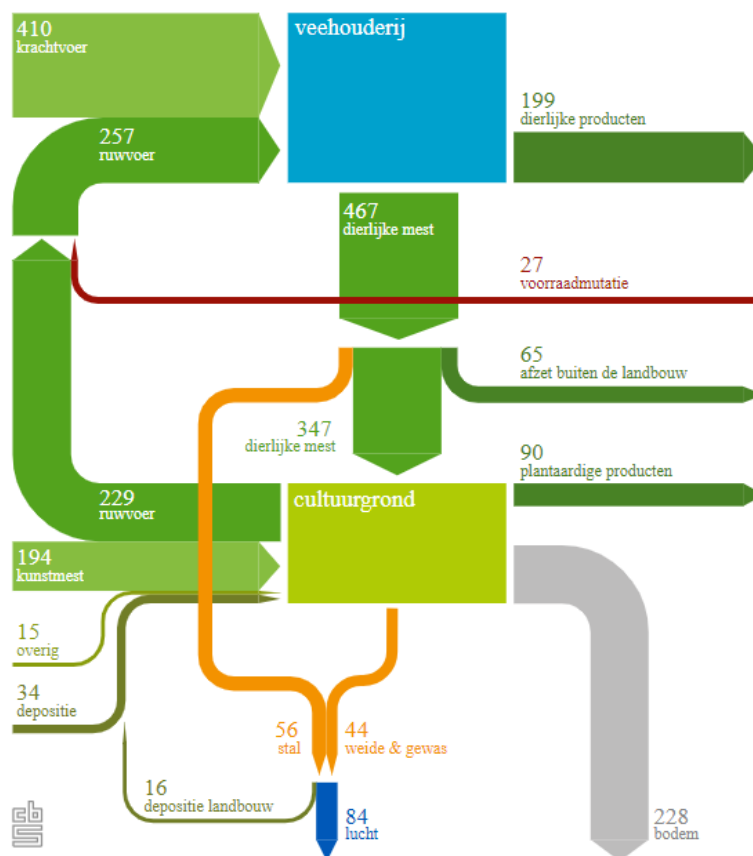 410
krachtvoer
veehouderij
199
dierlijke producten
257
ruwvoer
467
dierlijke mest
27
voorraadmutatie
65
afzet buiten de landbouw
347
dierlijke mest
90
plantaardige producten
229
ruwvoer
cultuurgrond
194
kunstmest
15
overig
34
depositie
56
stal
44
weide & gewas
16
depositie landbouw
84
lucht
228
bodem
cbs